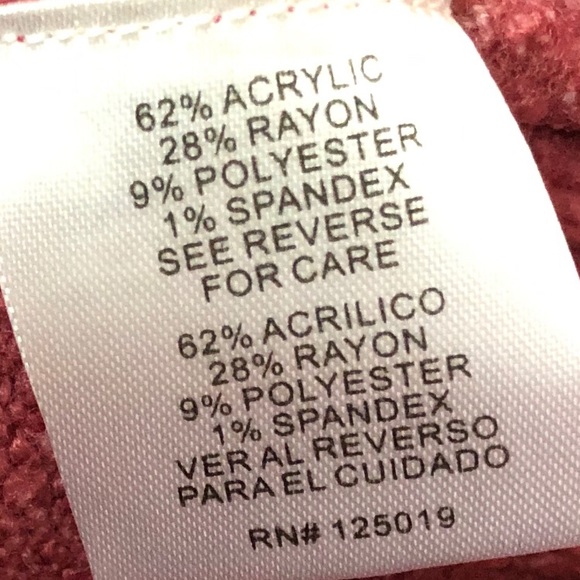 62% ACRYLIC
28% RAYON
9% POLYESTER
1% SPANDEX
SEE REVERSE
FOR CARE
62% ACRILICO
28% RAYON
9% POLYESTER
1% SPANDEX
VER AL REVERSO
PARA EL CUIDADO
RN# 125019